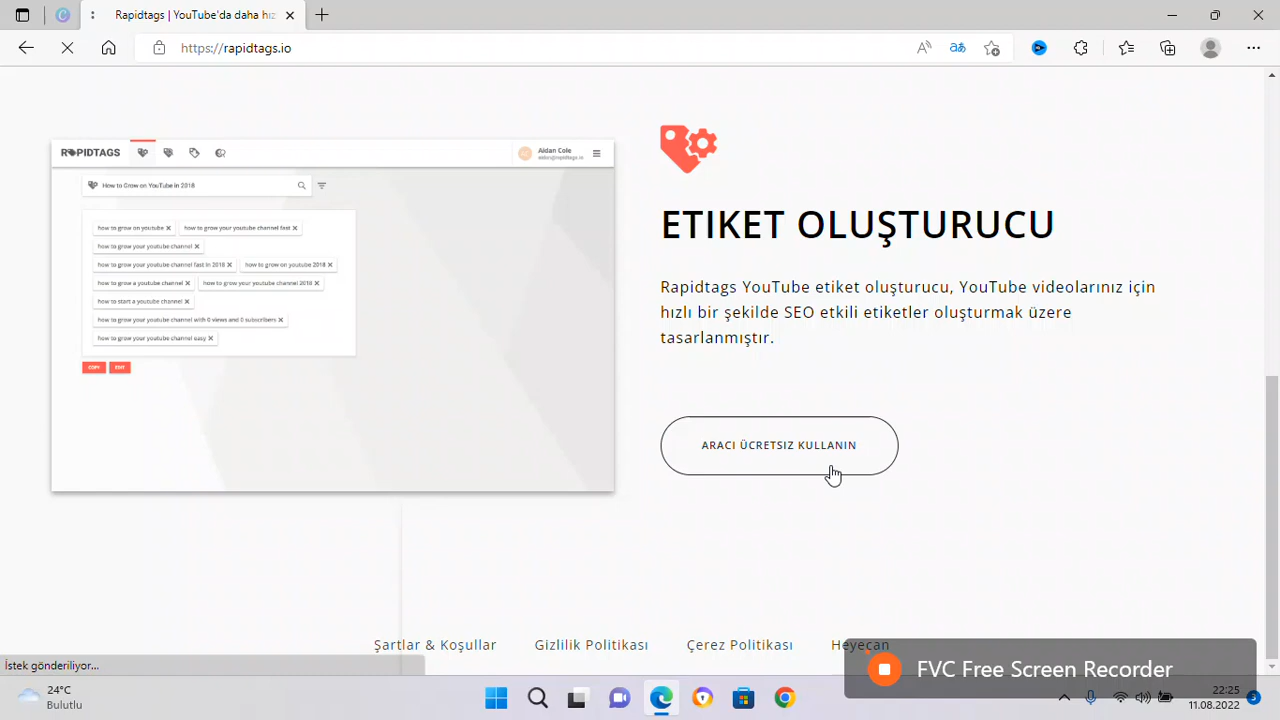 Rapidtags | YouTube'da daha hız
https://rapidtags.io
RAPIDTAGS
Aidan Cole
How to Grow on YouTube in 2018
how to grow on youtube × how to grow your youtube channel fast ×
how to grow your youtube channel ×
how to grow your youtube channel fast in 2018 × how to grow on youtube 2018 ×
how to grow a youtube channel × how to grow your youtube channel 2018 ×
how to start a youtube channel ×
how to grow your youtube channel with 0 views and 0 subscribers ×
how to grow your youtube channel easy ×
COPY EDIT
ETIKET OLUŞTURUCU
Rapidtags YouTube etiket oluşturucu, YouTube videolarınız için
hızlı bir şekilde SEO etkili etiketler oluşturmak üzere
tasarlanmıştır.
ARACI ÜCRETSIZ KULLANIN
Şartlar & Koşullar Gizlilik Politikası Çerez Politikası Heyecan
İstek gönderiliyor...
FVC Free Screen Recorder
24°C
Bulutlu
22:25
11.08.2022
3